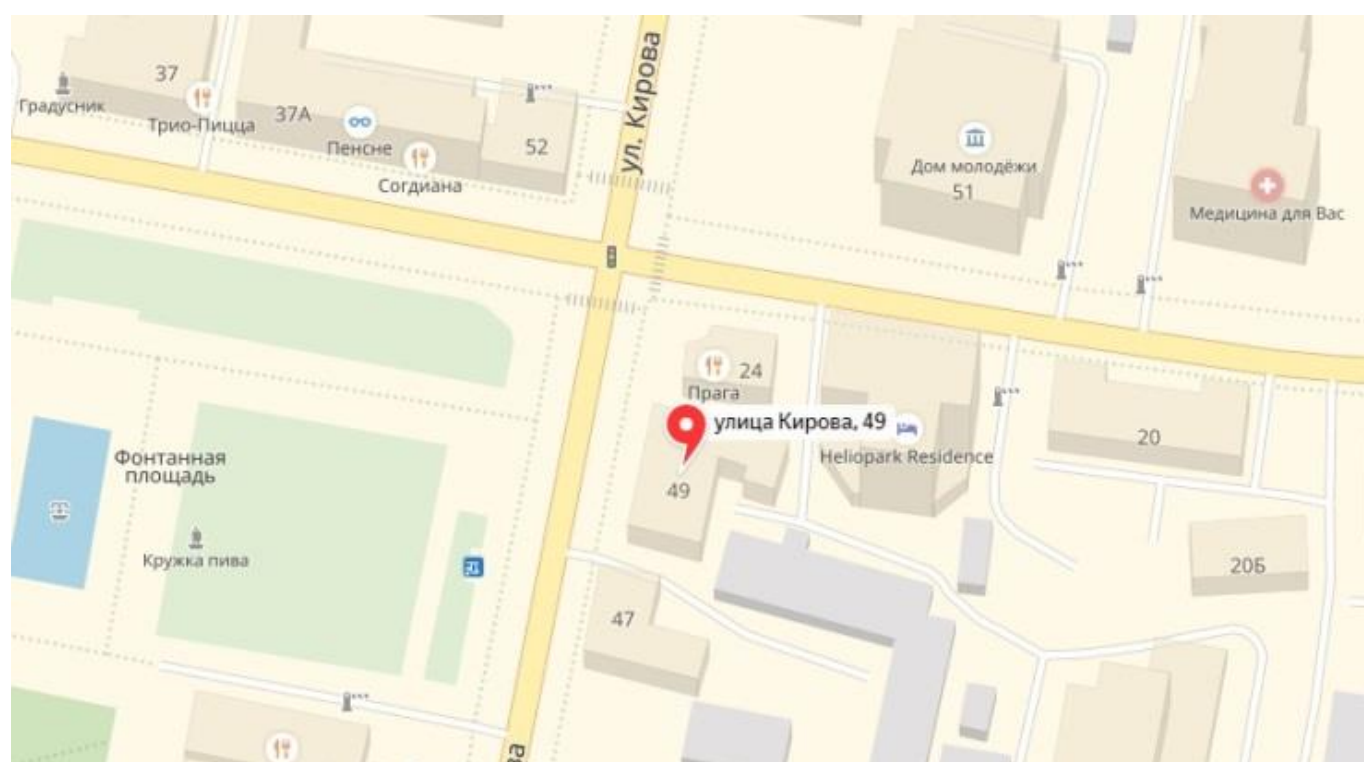 ул. Кирова
37
Градусник
Трио-Пицца
37А
Пенсне
52
Согдиана
Дом молодёжи
51
Медицина для Вас
24
Прага
улица Кирова, 49
Heliopark Residence
20
Фонтанная
площадь
49
Кружка пива
20Б
47
ва